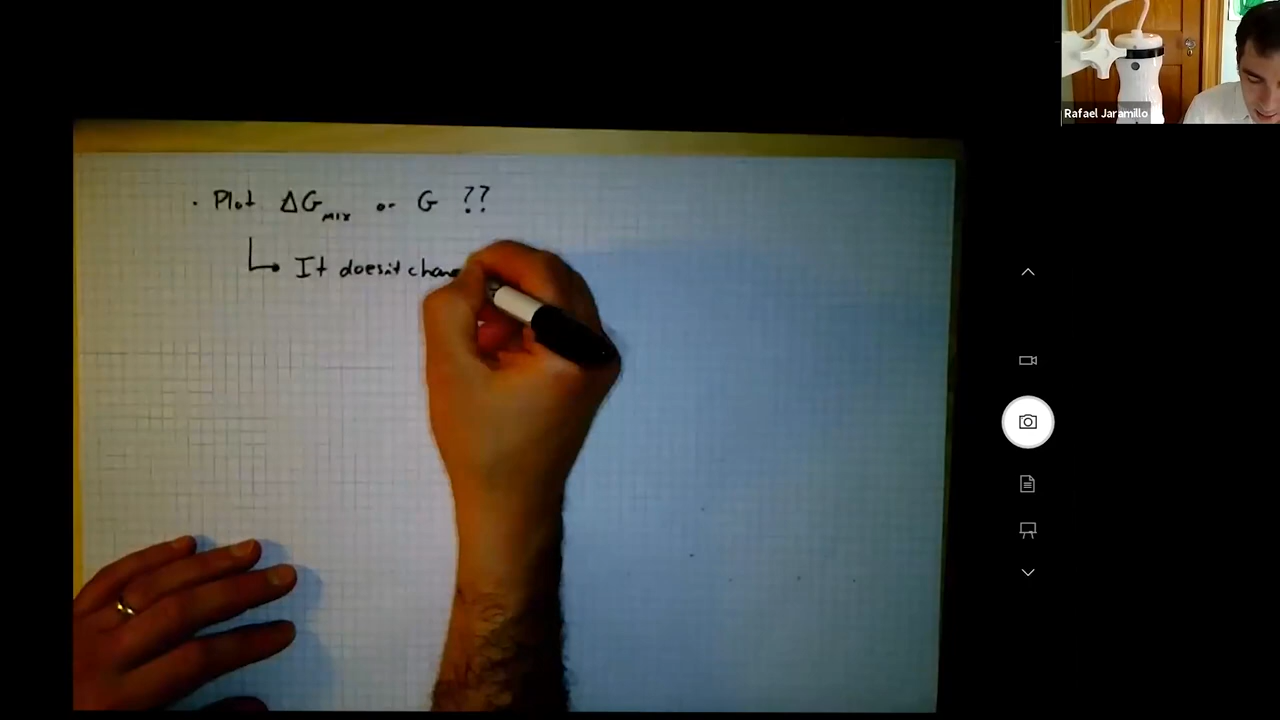 · Plot ΔG_MIX or G ??
↳ It doesn't chan
Rafael Jaramillo